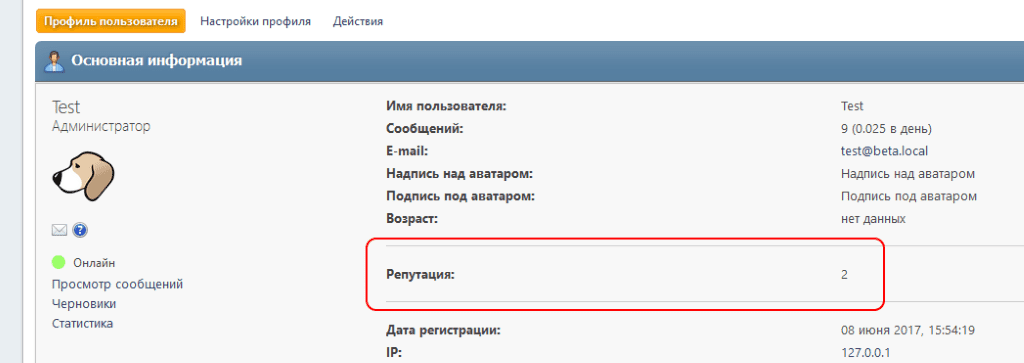 Профиль пользователя Настройки профиля Действия
Основная информация
Test
Администратор
Онлайн
Просмотр сообщений
Черновики
Статистика
Имя пользователя: Test
Сообщений: 9 (0.025 в день)
E-mail: test@beta.local
Надпись над аватаром: Надпись над аватаром
Подпись под аватаром: Подпись под аватаром
Возраст: нет данных
Репутация: 2
Дата регистрации: 08 июня 2017, 15:54:19
IP: 127.0.0.1